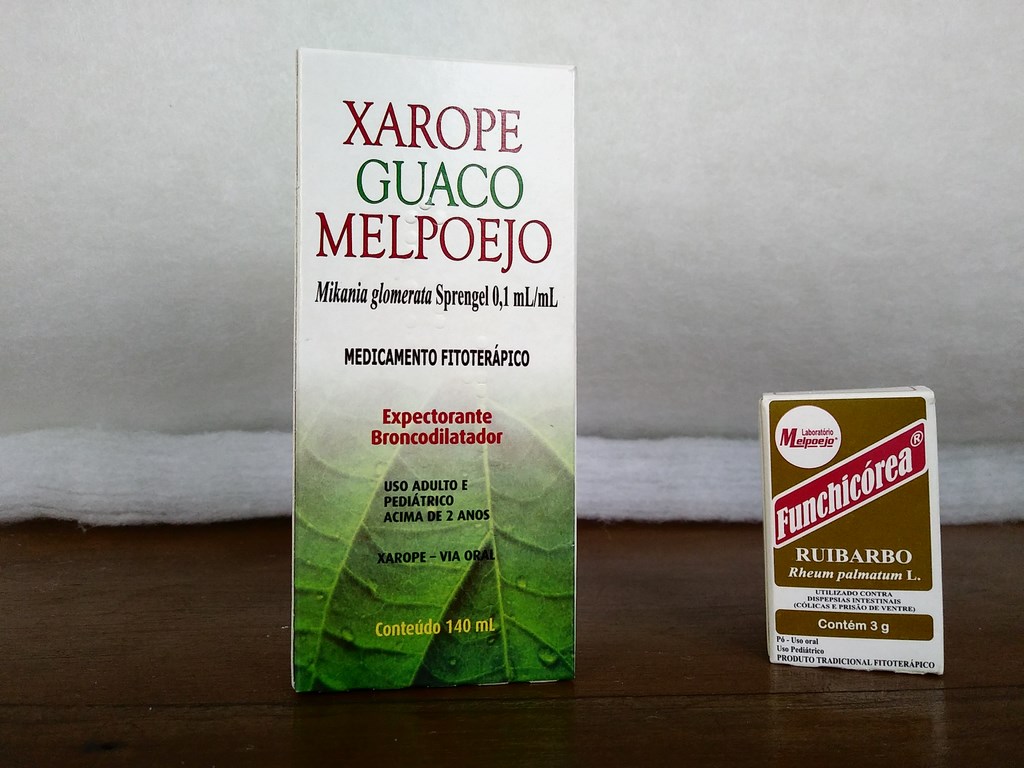 XAROPE
GUACO
MELPOEJO
Mikania glomerata Sprengel 0,1 mL/mL
MEDICAMENTO FITOTERÁPICO
Expectorante
Broncodilatador
USO ADULTO E
PEDIÁTRICO
ACIMA DE 2 ANOS
XAROPE – VIA ORAL
Conteúdo 140 mL
Laboratório
Melpoejo®
Funchicórea®
RUIBARBO
Rheum palmatum L.
UTILIZADO CONTRA
DISPEPSIAS INTESTINAIS
(CÓLICAS E PRISÃO DE VENTRE)
Contém 3 g
Pó - Uso oral
Uso Pediátrico
PRODUTO TRADICIONAL FITOTERÁPICO